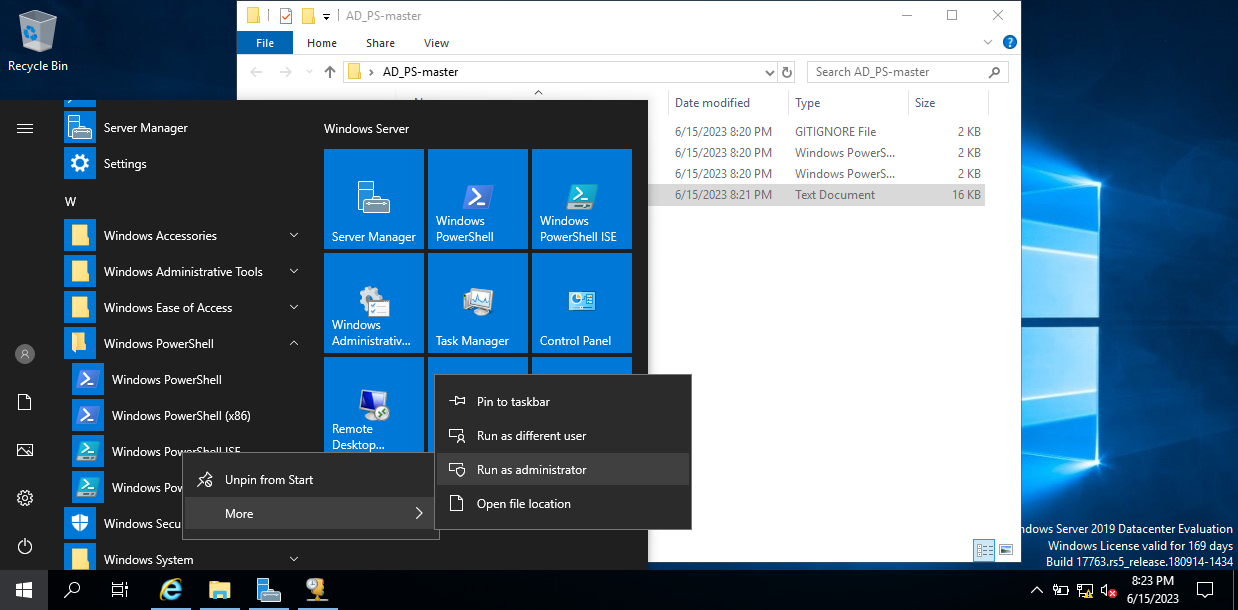 Recycle Bin
AD_PS-master
File
Home
Share
View
AD_PS-master
Search AD_PS-master
Date modified
Type
Size
6/15/2023 8:20 PM
GITIGNORE File
2 KB
6/15/2023 8:20 PM
Windows PowerS...
2 KB
6/15/2023 8:20 PM
Windows PowerS...
2 KB
6/15/2023 8:21 PM
Text Document
16 KB
Server Manager
Settings
W
Windows Accessories
Windows Administrative Tools
Windows Ease of Access
Windows PowerShell
Windows PowerShell
Windows PowerShell (x86)
Windows PowerShell ISE
Windows
Windows
Windows System
Windows Server
Server Manager
Windows
PowerShell
Windows
PowerShell ISE
Windows
Administrativ...
Task Manager
Control Panel
Remote
Desktop...
Unpin from Start
More
Pin to taskbar
Run as different user
Run as administrator
Open file location
Server 2019 Datacenter Evaluation
Windows License valid for 169 days
Build 17763.rs5_release.180914-1434
8:23 PM
6/15/2023